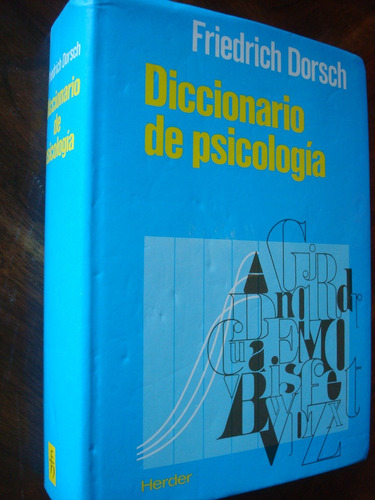 Friedrich Dorsch
Diccionario
de psicología
Herder
Friedrich Dorsch
Diccionario
de
psicología